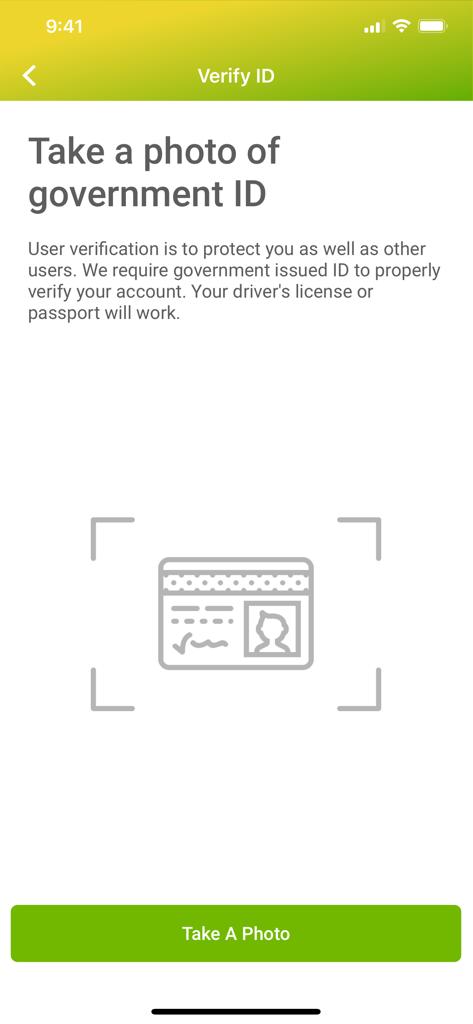 9:41
Verify ID
Take a photo of
government ID
User verification is to protect you as well as other
users. We require government issued ID to properly
verify your account. Your driver's license or
passport will work.
Take A Photo